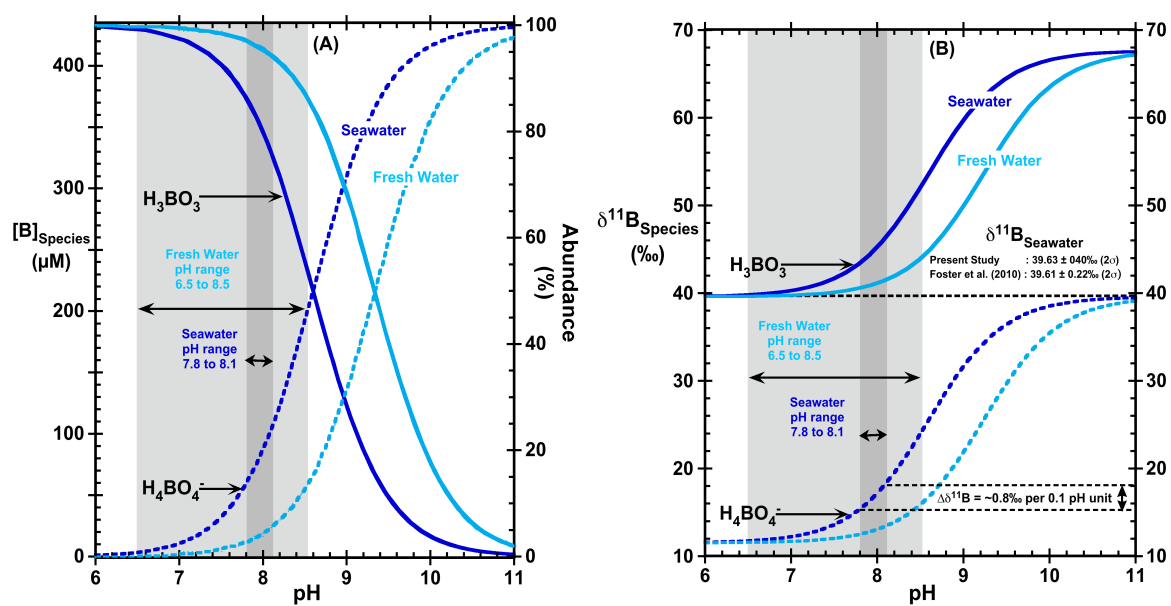 (A)
400
300
200
100
0
[B]Species
(µM)
100
80
60
40
20
0
Abundance
(%)
Seawater
Fresh Water
H3BO3
Fresh Water
pH range
6.5 to 8.5
Seawater
pH range
7.8 to 8.1
H4BO4-
6 7 8 9 10 11
pH
(B)
70
60
50
40
30
20
10
δ11BSpecies
(‰)
70
60
50
40
30
20
10
Seawater
Fresh Water
δ11BSeawater
Present Study : 39.63 ± 040‰ (2σ)
Foster et al. (2010) : 39.61 ± 0.22‰ (2σ)
H3BO3
Fresh Water
pH range
6.5 to 8.5
Seawater
pH range
7.8 to 8.1
Δδ11B = ~0.8‰ per 0.1 pH unit
H4BO4-
6 7 8 9 10 11
pH